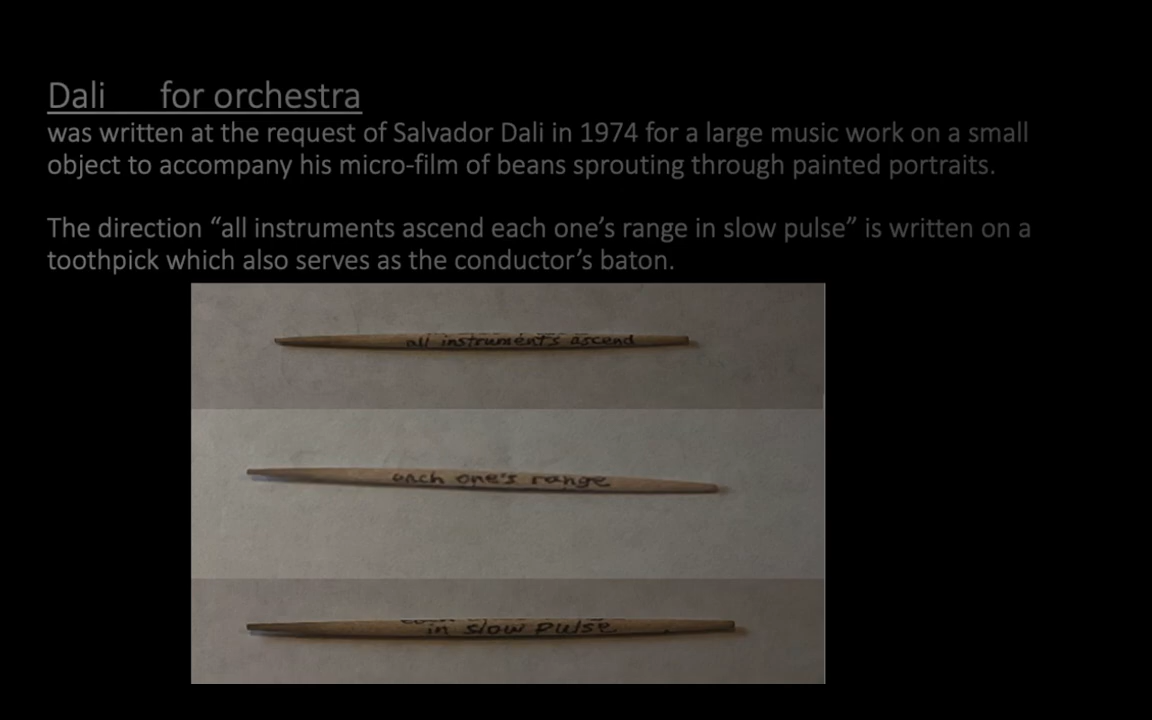 Dali for orchestra
was written at the request of Salvador Dali in 1974 for a large music work on a small
object to accompany his micro-film of beans sprouting through painted portraits.
The direction “all instruments ascend each one’s range in slow pulse” is written on a
toothpick which also serves as the conductor’s baton.
all instruments ascend
each one's range
in slow pulse